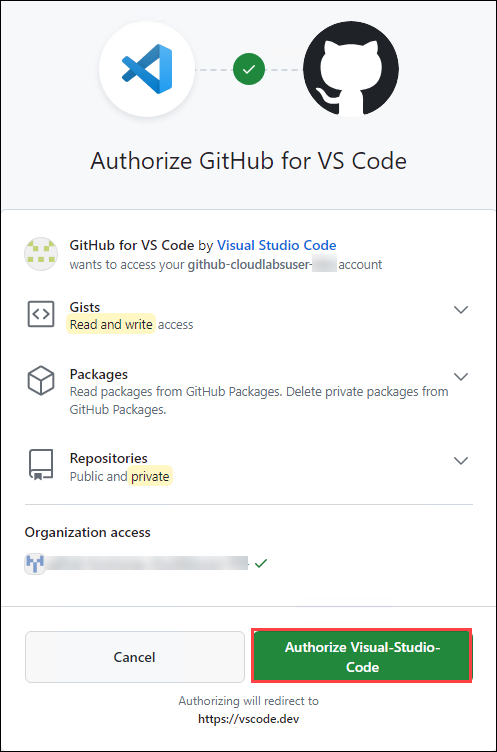 Authorize GitHub for VS Code
GitHub for VS Code by Visual Studio Code
wants to access your github-cloudlabsuser- account
Gists
Read and write access
Packages
Read packages from GitHub Packages. Delete private packages from
GitHub Packages.
Repositories
Public and private
Organization access
Cancel
Authorize Visual-Studio-
Code
Authorizing will redirect to
https://vscode.dev